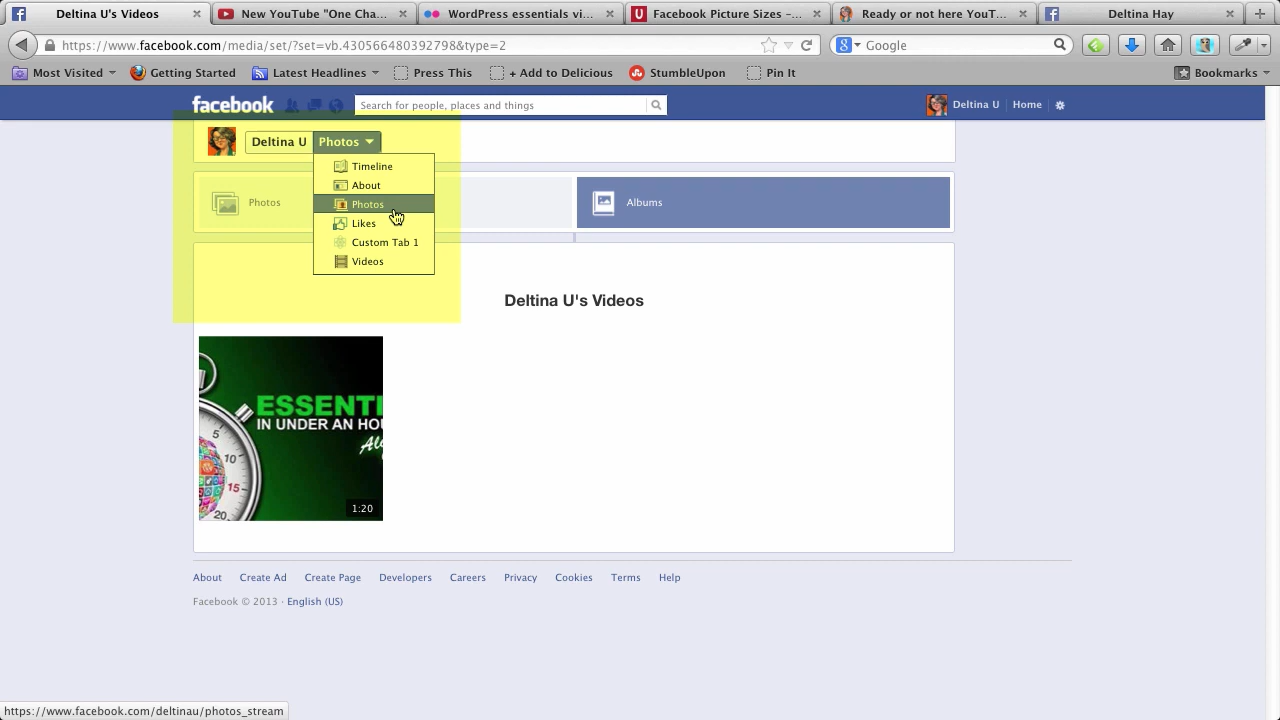 Deltina U's Videos
New YouTube "One Cha...
WordPress essentials vi...
Facebook Picture Sizes -...
Ready or not here YouT...
Deltina Hay
https://www.facebook.com/media/set/?set=vb.430566480392798&type=2
Google
Most Visited
Getting Started
Latest Headlines
Press This
+ Add to Delicious
StumbleUpon
Pin It
Bookmarks
facebook
Search for people, places and things
Deltina U
Home
Deltina U
Photos
Timeline
About
Photos
Likes
Custom Tab 1
Videos
Photos
Albums
Deltina U's Videos
ESSENTI
IN UNDER AN HOU
5
10
15
20
1:20
About
Create Ad
Create Page
Developers
Careers
Privacy
Cookies
Terms
Help
Facebook © 2013 · English (US)
https://www.facebook.com/deltinau/photos_stream